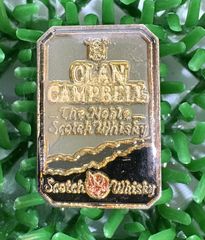 CLAN
CAMPBELL
The Noble
Scotch Whisky
Scotch Whisky